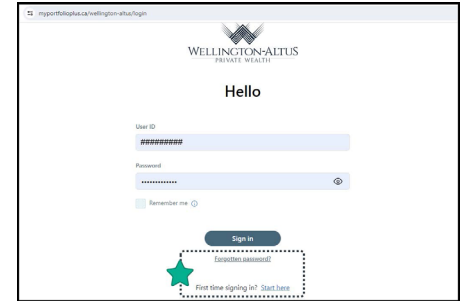 myportfolioplus.ca/wellington-altus/login
WELLINGTON-ALTUS
PRIVATE WEALTH
Hello
User ID
#########
Password
•••••••••••••
Remember me
Sign in
Forgotten password?
First time signing in? Start here